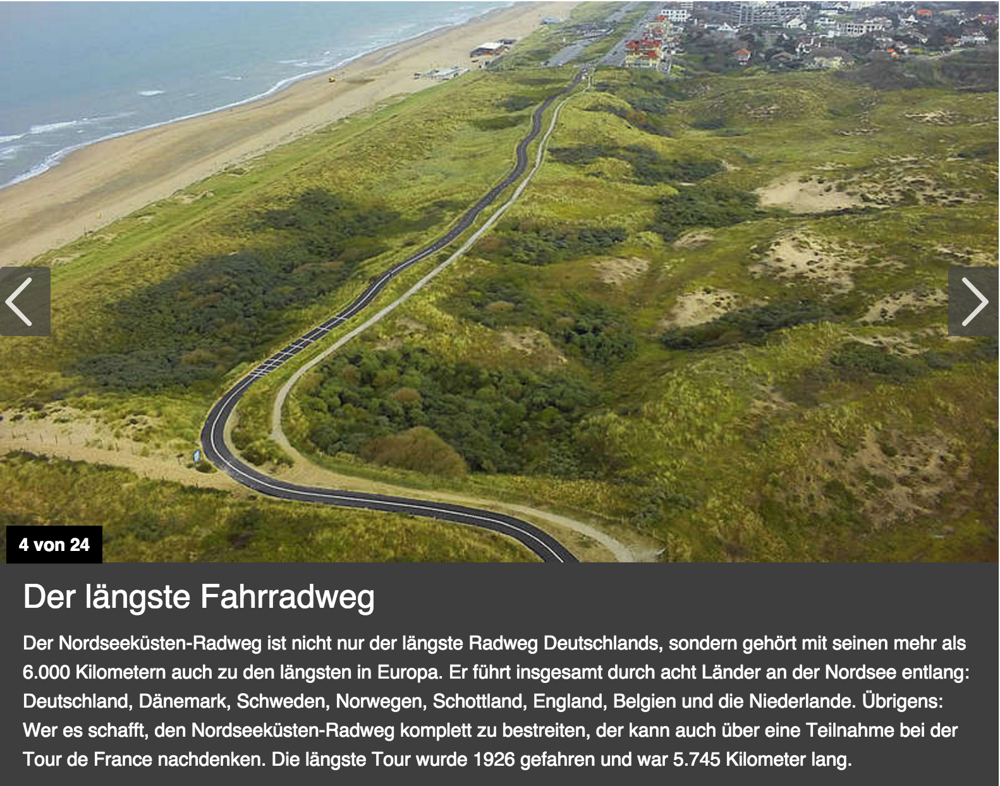 4 von 24
Der längste Fahrradweg
Der Nordseeküsten-Radweg ist nicht nur der längste Radweg Deutschlands, sondern gehört mit seinen mehr als
6.000 Kilometern auch zu den längsten in Europa. Er führt insgesamt durch acht Länder an der Nordsee entlang:
Deutschland, Dänemark, Schweden, Norwegen, Schottland, England, Belgien und die Niederlande. Übrigens:
Wer es schafft, den Nordseeküsten-Radweg komplett zu bestreiten, der kann auch über eine Teilnahme bei der
Tour de France nachdenken. Die längste Tour wurde 1926 gefahren und war 5.745 Kilometer lang.